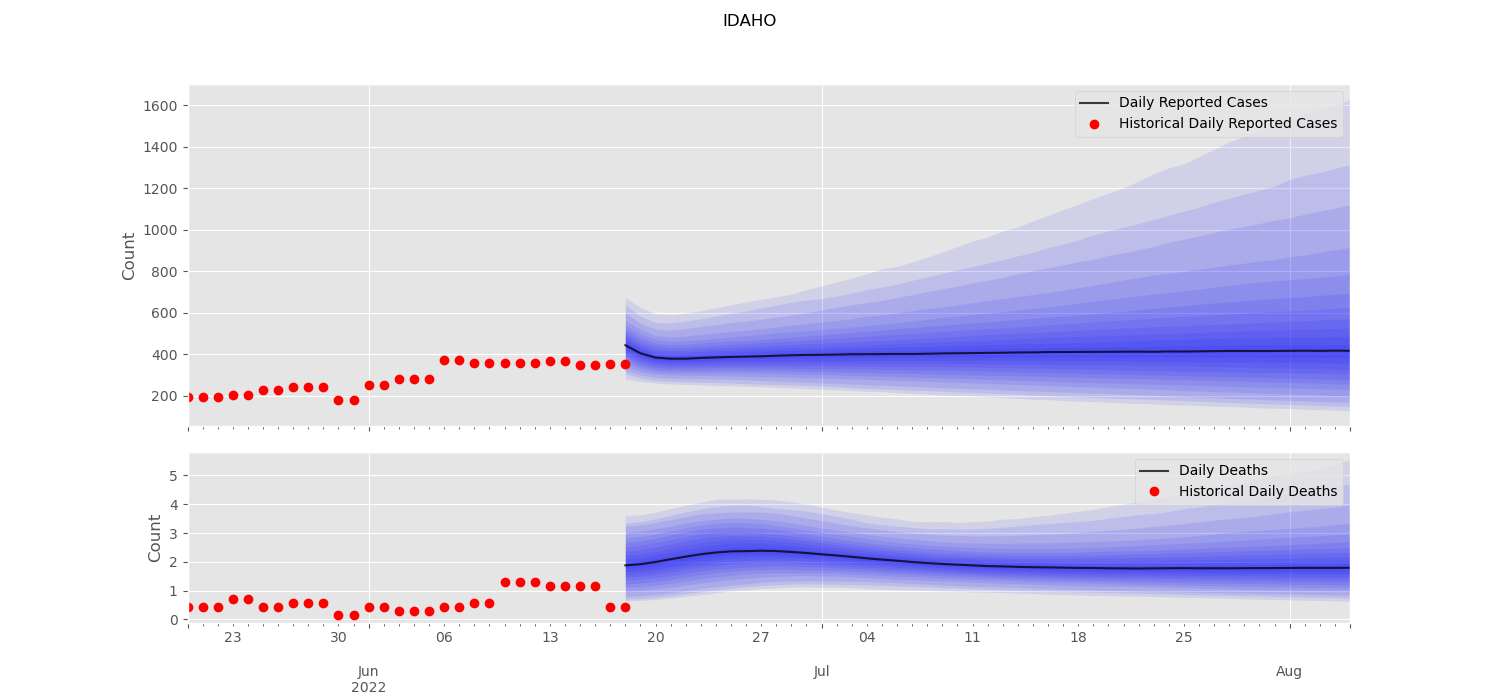 IDAHO
Count
1600
1400
1200
1000
800
600
400
200
Daily Reported Cases
Historical Daily Reported Cases
Count
5
4
3
2
1
0
Daily Deaths
Historical Daily Deaths
23 30 06 13 20 27 04 11 18 25
Jun Jul Aug
2022